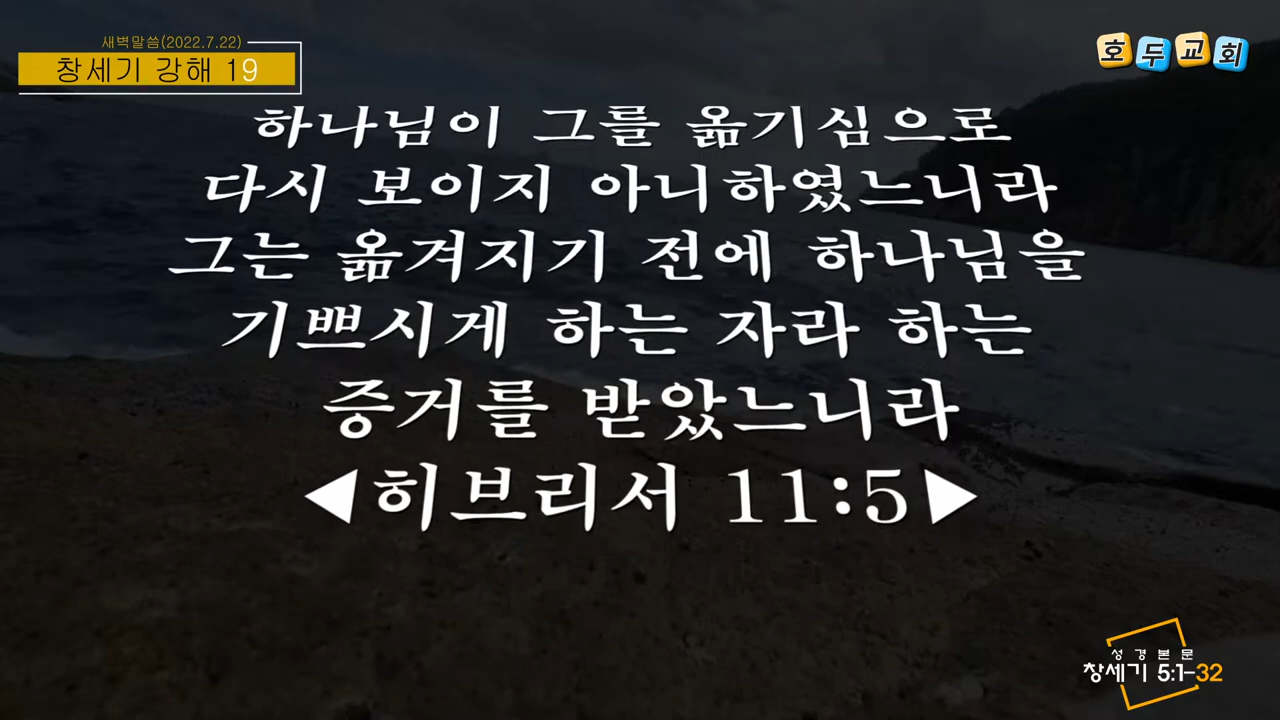 새벽말씀(2022.7.22)
창세기 강해 19
호두교회
하나님이 그를 옮기심으로
다시 보이지 아니하였느니라
그는 옮겨지기 전에 하나님을
기쁘시게 하는 자라 하는
증거를 받았느니라
◀히브리서 11:5▶
성경본문
창세기 5:1-32